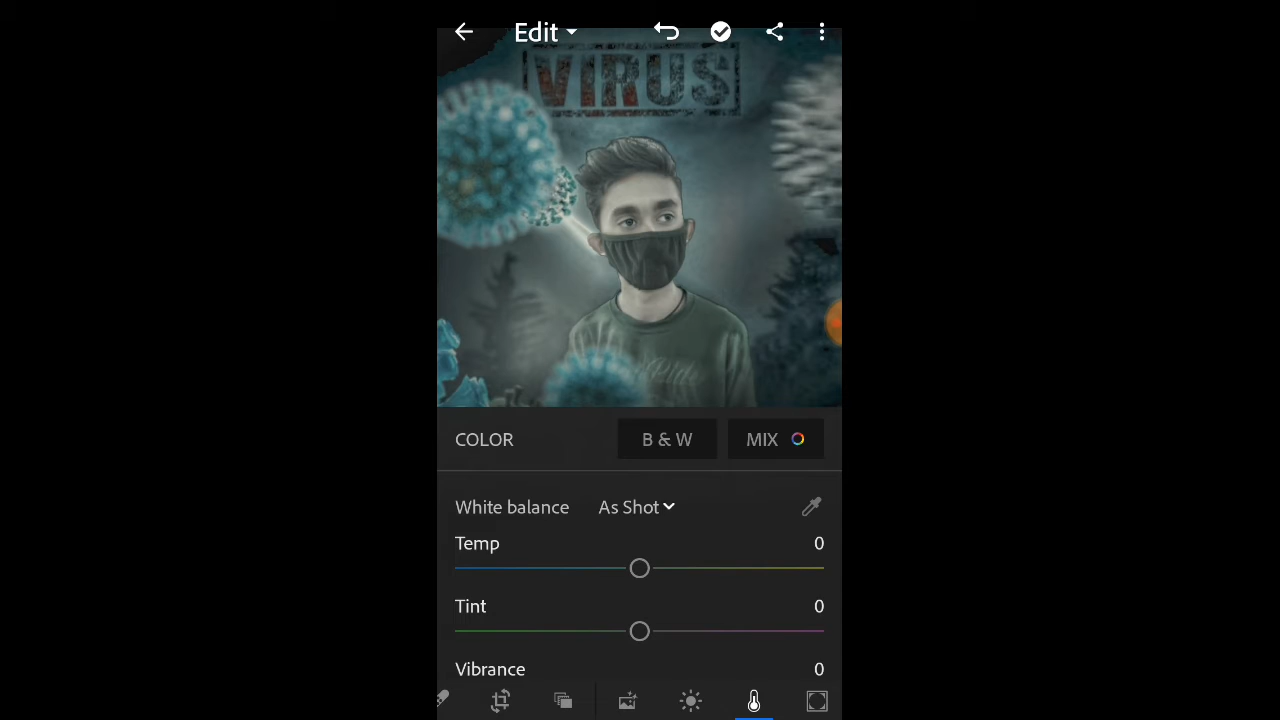 Edit
VIRUS
COLOR B & W MIX
White balance As Shot
Temp 0
Tint 0
Vibrance 0